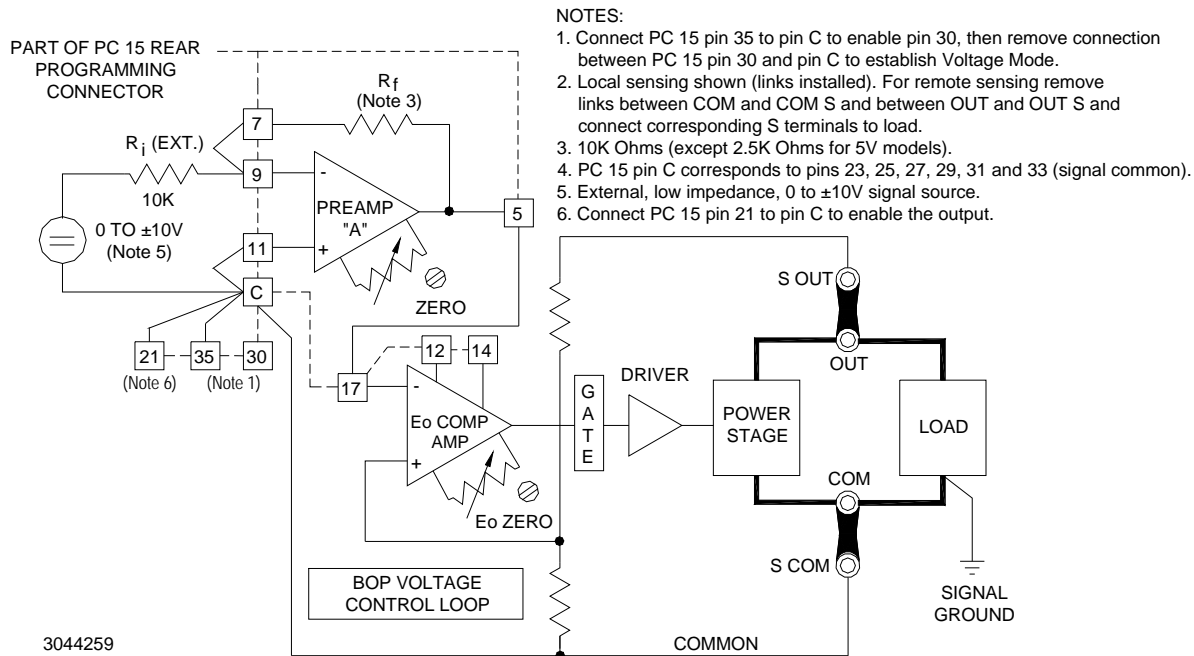 NOTES:
1. Connect PC 15 pin 35 to pin C to enable pin 30, then remove connection
between PC 15 pin 30 and pin C to establish Voltage Mode.
2. Local sensing shown (links installed). For remote sensing remove
links between COM and COM S and between OUT and OUT S and
connect corresponding S terminals to load.
3. 10K Ohms (except 2.5K Ohms for 5V models).
4. PC 15 pin C corresponds to pins 23, 25, 27, 29, 31 and 33 (signal common).
5. External, low impedance, 0 to ±10V signal source.
6. Connect PC 15 pin 21 to pin C to enable the output.
PART OF PC 15 REAR
PROGRAMMING
CONNECTOR
Rf
(Note 3)
7
Ri (EXT.)
10K
9
-
PREAMP
"A"
+
5
0 TO ±10V
(Note 5)
11
C
ZERO
21
35
30
(Note 6)
(Note 1)
17
12
14
-
Eo COMP
AMP
+
Eo ZERO
GATE
DRIVER
POWER
STAGE
S OUT
OUT
LOAD
COM
S COM
SIGNAL
GROUND
BOP VOLTAGE
CONTROL LOOP
COMMON
3044259